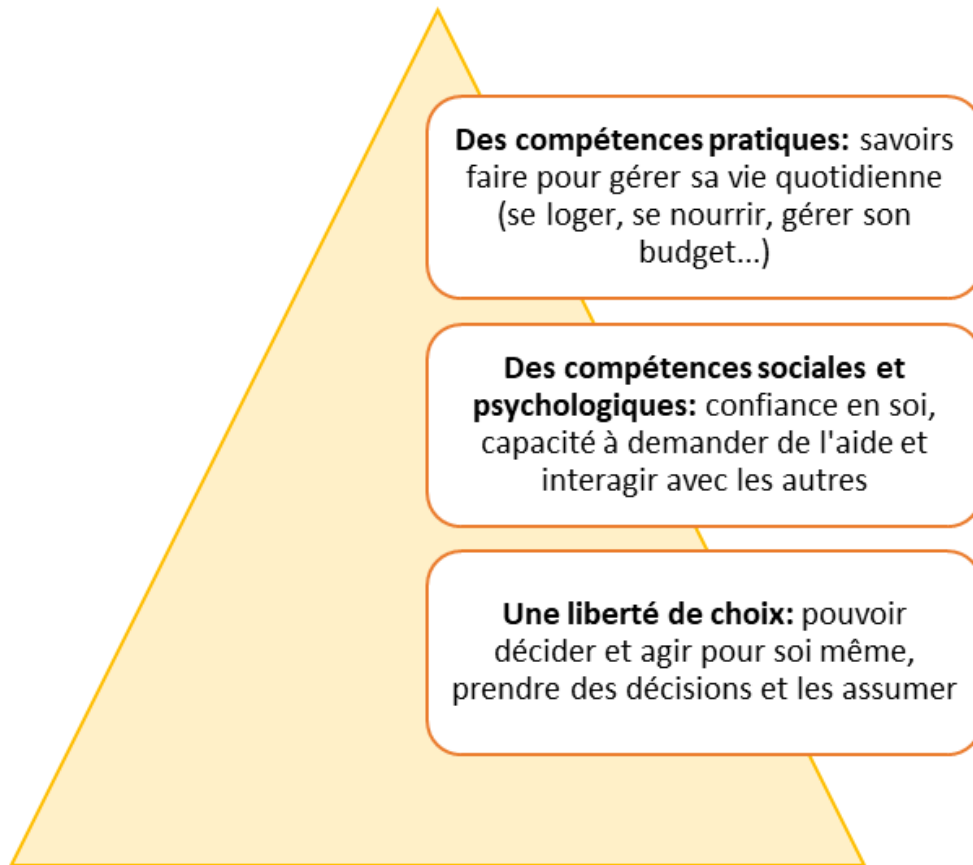 Des compétences pratiques: savoirs
faire pour gérer sa vie quotidienne
(se loger, se nourrir, gérer son
budget...)
Des compétences sociales et
psychologiques: confiance en soi,
capacité à demander de l'aide et
interagir avec les autres
Une liberté de choix: pouvoir
décider et agir pour soi même,
prendre des décisions et les assumer